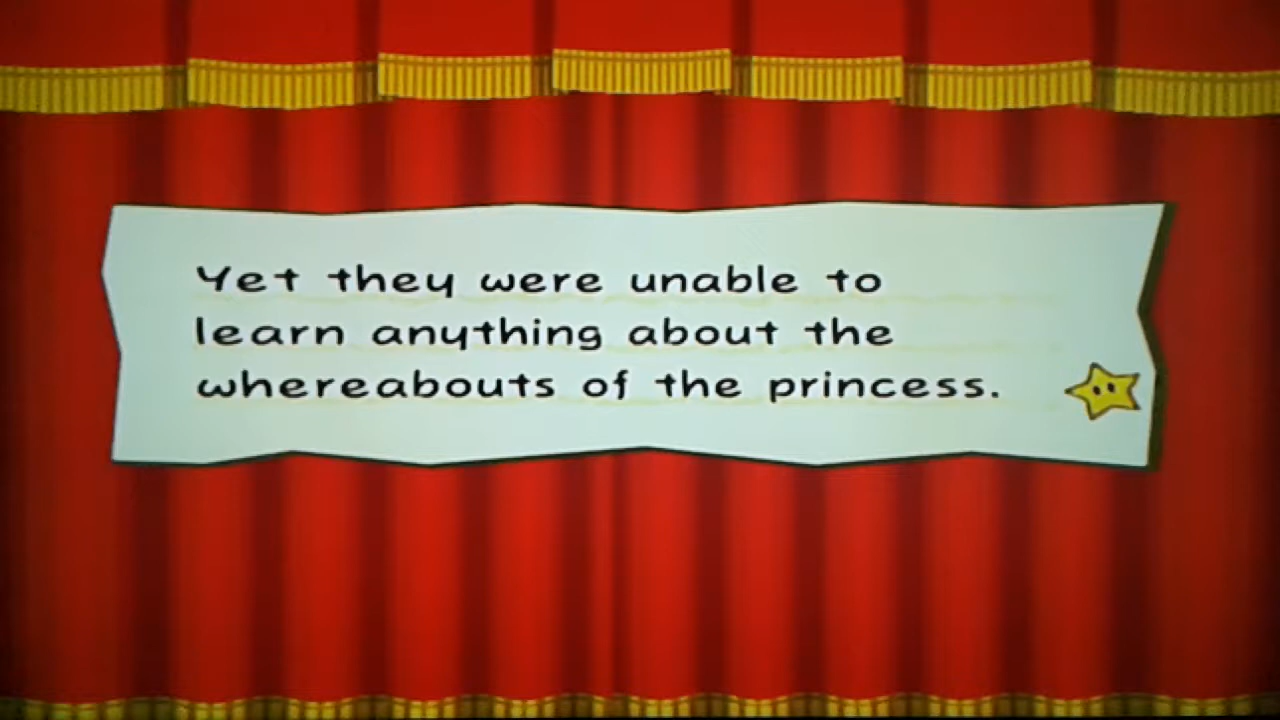 Yet they were unable to
learn anything about the
whereabouts of the princess.